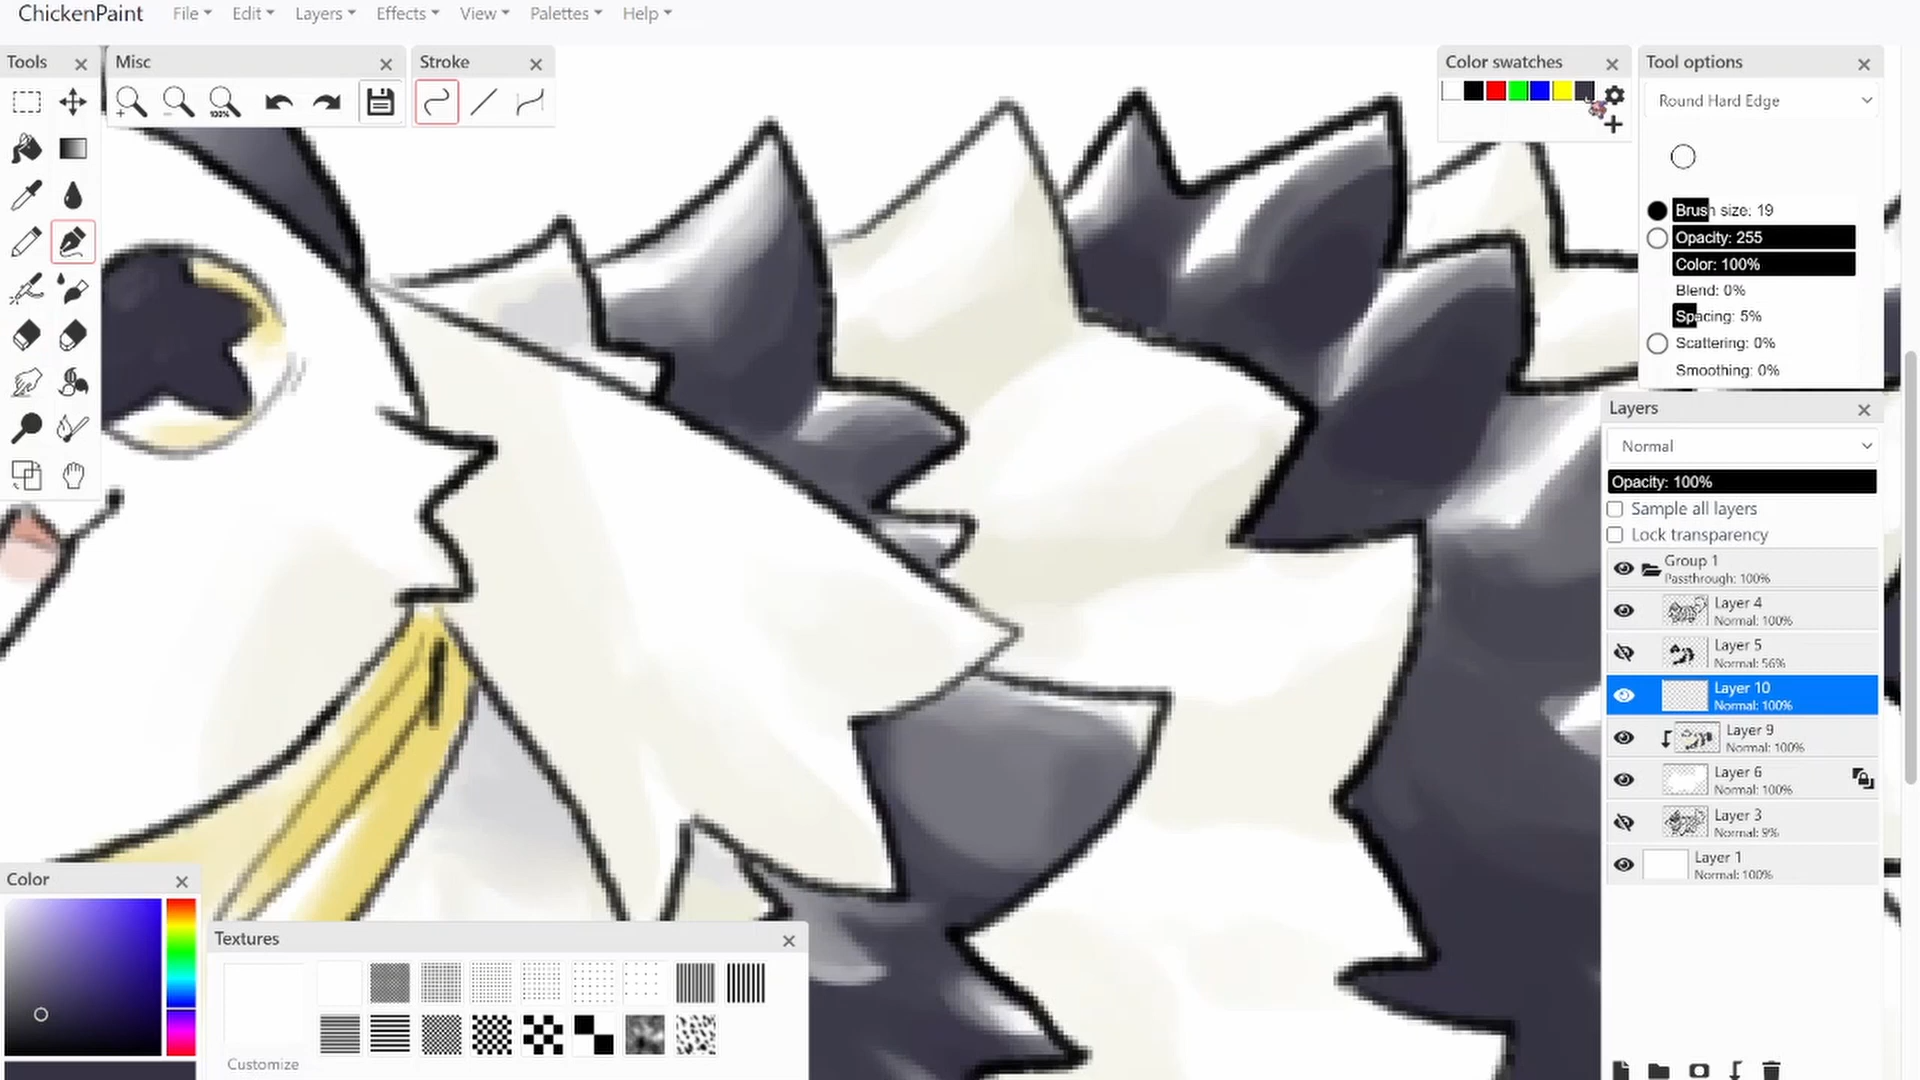 ChickenPaint File Edit Layers Effects View Palettes Help
Tools
Misc
Stroke
100%
Color swatches
Tool options
Round Hard Edge
Brush size: 19
Opacity: 255
Color: 100%
Blend: 0%
Spacing: 5%
Scattering: 0%
Smoothing: 0%
Layers
Normal
Opacity: 100%
Sample all layers
Lock transparency
Group 1
Passthrough: 100%
Layer 4
Normal: 100%
Layer 5
Normal: 56%
Layer 10
Normal: 100%
Layer 9
Normal: 100%
Layer 6
Normal: 100%
Layer 3
Normal: 9%
Layer 1
Normal: 100%
Color
Textures
Customize